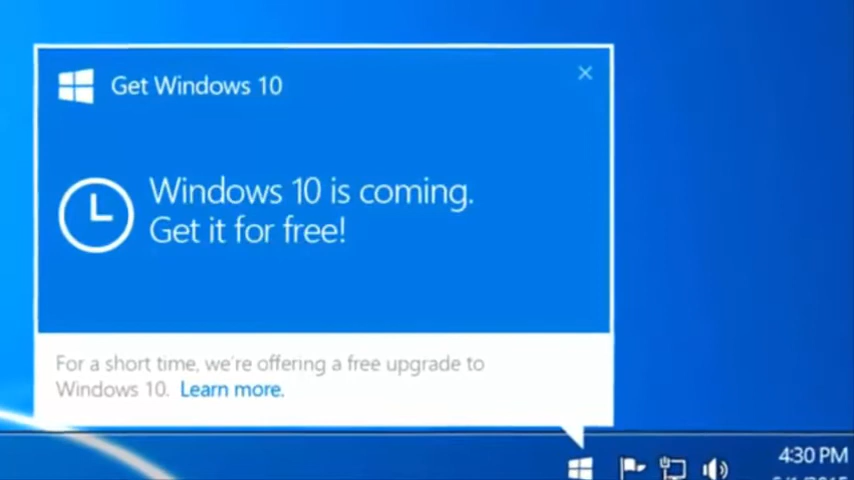 Get Windows 10
Windows 10 is coming.
Get it for free!
For a short time, we're offering a free upgrade to
Windows 10. Learn more.
4:30 PM